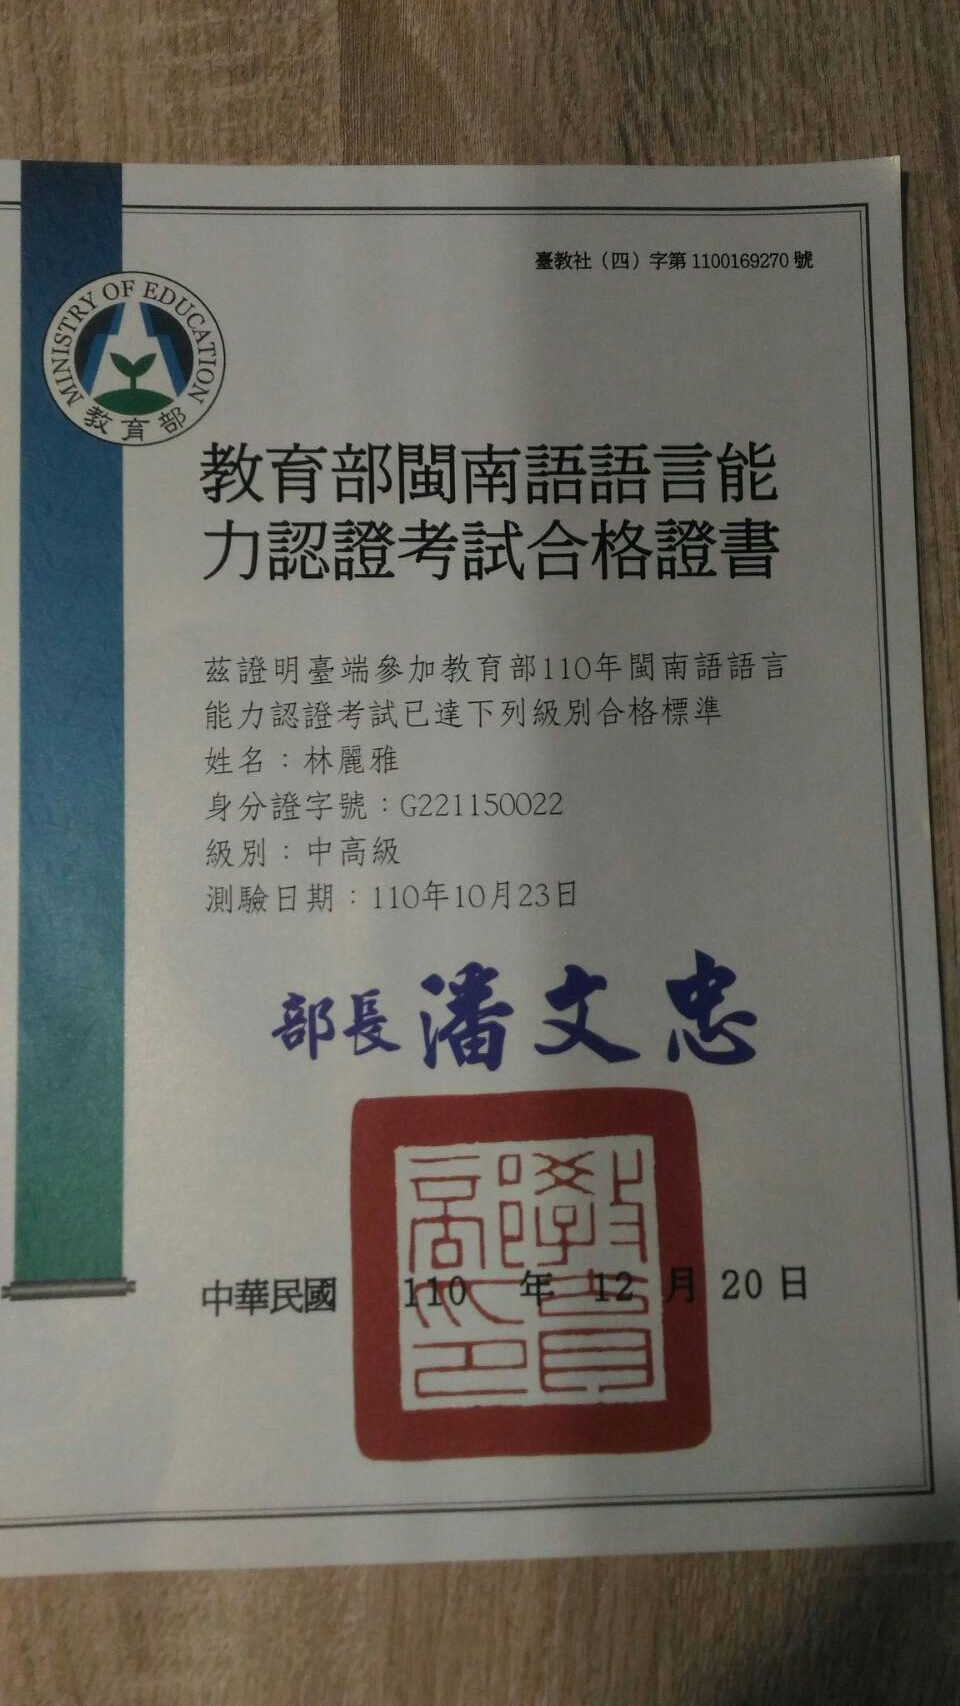 臺教社（四）字第1100169270號
MINISTRY OF EDUCATION
教育部
教育部閩南語語言能
力認證考試合格證書
茲證明臺端參加教育部110年閩南語語言
能力認證考試已達下列級別合格標準
姓名：林麗雅
身分證字號：G221150022
級別：中高級
測驗日期：110年10月23日
部長 潘文忠
教育部印
中華民國 110 年 12 月 20 日